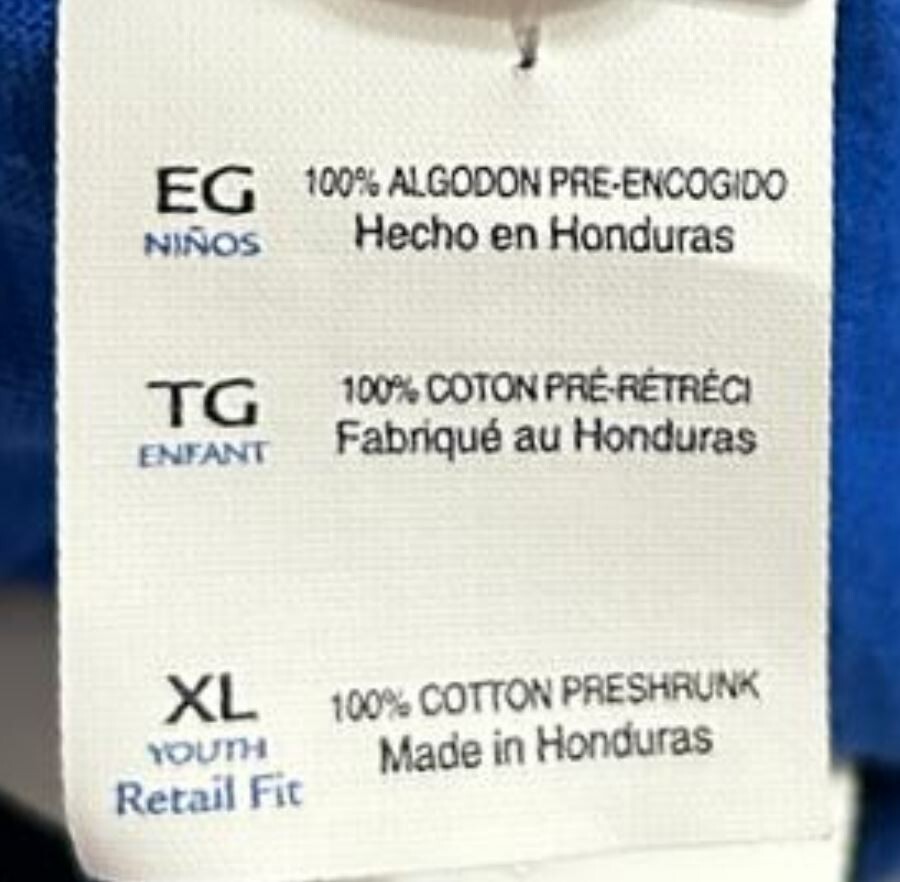 EG 100% ALGODON PRE-ENCOGIDO
NIÑOS Hecho en Honduras
TG 100% COTON PRÉ-RÉTRÉCI
ENFANT Fabriqué au Honduras
XL 100% COTTON PRESHRUNK
YOUTH Made in Honduras
Retail Fit